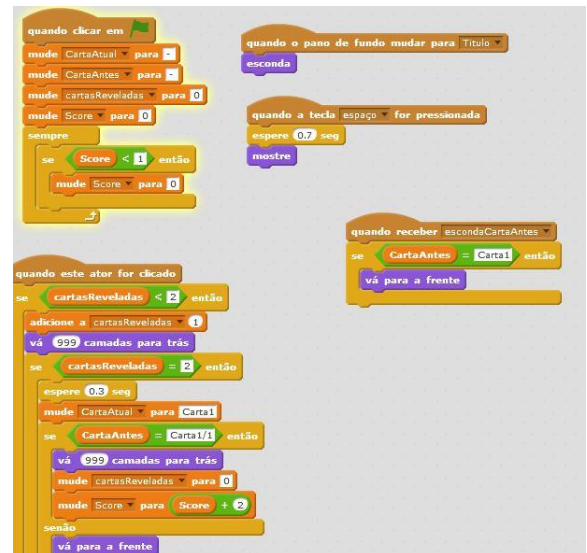 quando clicar em
mude CartaAtual para -
mude CartaAntes para -
mude cartasReveladas para 0
mude Score para 0
sempre
se Score < 1 então
mude Score para 0
quando o pano de fundo mudar para Titulo
esconda
quando a tecla espaço for pressionada
espere 0.7 seg
mostre
quando receber escondaCartaAntes
se CartaAntes = Carta1 então
vá para a frente
quando este ator for clicado
se cartasReveladas < 2 então
adicione a cartasReveladas 1
vá 999 camadas para trás
se cartasReveladas = 2 então
espere 0.3 seg
mude CartaAtual para Carta1
se CartaAntes = Carta1/1 então
vá 999 camadas para trás
mude cartasReveladas para 0
mude Score para Score + 2
senão
vá para a frente